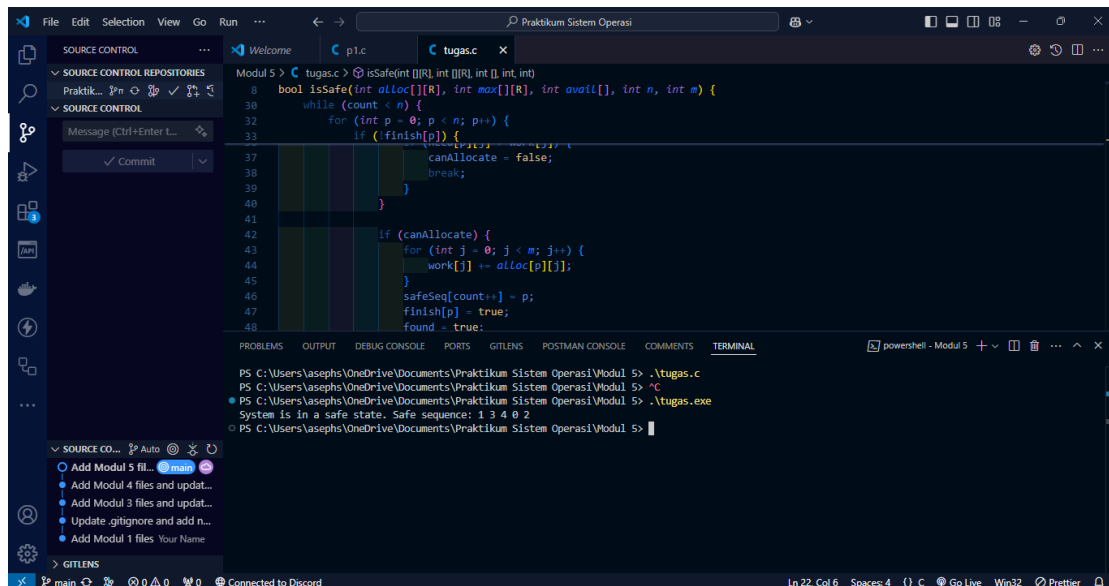 File Edit Selection View Go Run ··· ← → Praktikum Sistem Operasi
SOURCE CONTROL ···
SOURCE CONTROL REPOSITORIES
Praktik...
SOURCE CONTROL
Message (Ctrl+Enter t...
Commit
3
/API
Welcome
p1.c
tugas.c
Modul 5 > C tugas.c > isSafe(int [][R], int [][R], int [], int, int)
8 bool isSafe(int alloc[][R], int max[][R], int avail[], int n, int m) {
30 while (count < n) {
32 for (int p = 0; p < n; p++) {
33 if (!finish[p]) {
37 canAllocate = false;
38 break;
39 }
40 }
41
42 if (canAllocate) {
43 for (int j = 0; j < m; j++) {
44 work[j] += alloc[p][j];
45 }
46 safeSeq[count++] = p;
47 finish[p] = true;
48 found = true;
PROBLEMS OUTPUT DEBUG CONSOLE PORTS GITLENS POSTMAN CONSOLE COMMENTS TERMINAL
powershell - Modul 5
PS C:\Users\asephs\OneDrive\Documents\Praktikum Sistem Operasi\Modul 5> .\tugas.c
PS C:\Users\asephs\OneDrive\Documents\Praktikum Sistem Operasi\Modul 5> ^C
PS C:\Users\asephs\OneDrive\Documents\Praktikum Sistem Operasi\Modul 5> .\tugas.exe
System is in a safe state. Safe sequence: 1 3 4 0 2
PS C:\Users\asephs\OneDrive\Documents\Praktikum Sistem Operasi\Modul 5>
SOURCE CO... Auto
Add Modul 5 fil... main
Add Modul 4 files and updat...
Add Modul 3 files and updat...
Update .gitignore and add n...
Add Modul 1 files Your Name
GITLENS
main 0 0 0 Connected to Discord Ln 22, Col 6 Spaces: 4 {} C Go Live Win32 Prettier